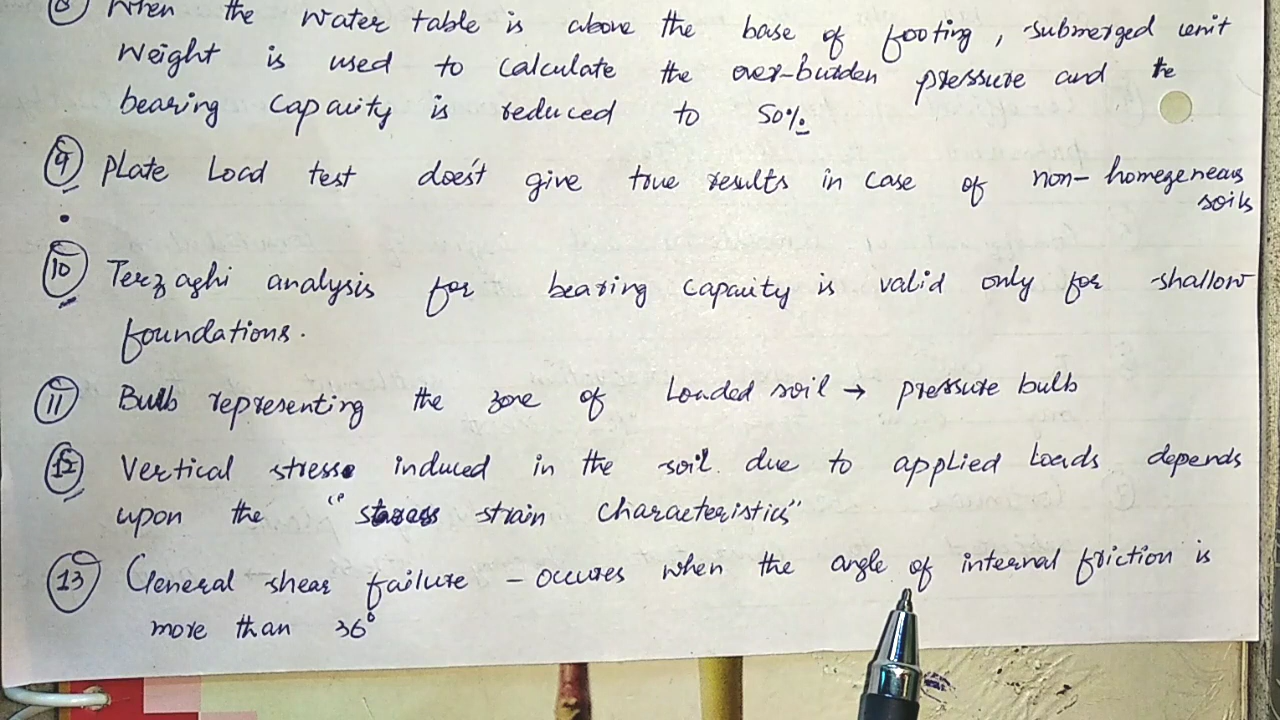 ⑧ When the water table is above the base of footing, submerged unit
Weight is used to calculate the over-burden pressure and the
bearing capacity is reduced to 50%
⑨ Plate Load test does't give true results in case of non-homegeneous
soils
⑩ Terzaghi analysis for bearing capacity is valid only for shallow
foundations.
⑪ Bulb representing the zone of Loaded soil → pressure bulb
⑫ Vertical stress induced in the soil due to applied loads depends
upon the "stress strain characteristics"
⑬ General shear failure - occures when the angle of internal friction is
more than 36°